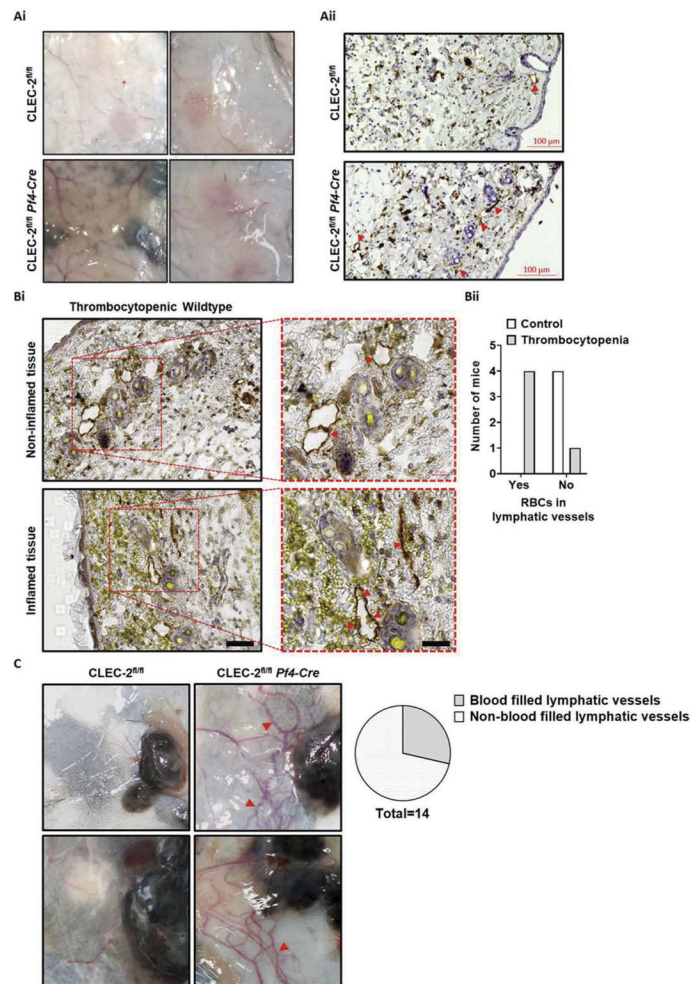 Ai
Aii
CLEC-2fl/fl
CLEC-2fl/fl Pf4-Cre
CLEC-2fl/fl
CLEC-2fl/fl Pf4-Cre
100 µm
100 µm
Bi
Thrombocytopenic Wildtype
Non-inflamed tissue
Inflamed tissue
Bii
Control
Thrombocytopenia
Number of mice
5
4
3
2
1
0
Yes No
RBCs in
lymphatic vessels
C
CLEC-2fl/fl
CLEC-2fl/fl Pf4-Cre
Blood filled lymphatic vessels
Non-blood filled lymphatic vessels
Total=14